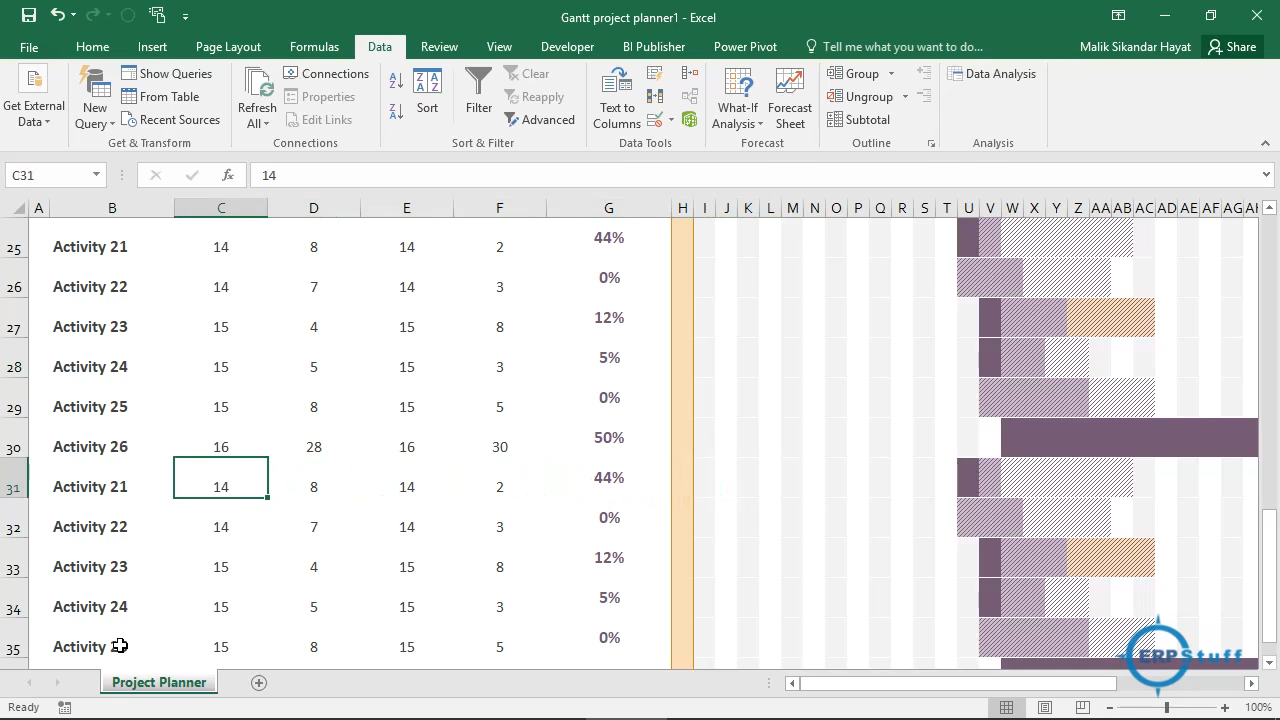 Gantt project planner1 - Excel
File Home Insert Page Layout Formulas Data Review View Developer BI Publisher Power Pivot Tell me what you want to do... Malik Sikandar Hayat Share
Get External Data
New Query
Show Queries
From Table
Recent Sources
Get & Transform
Refresh All
Connections
Properties
Edit Links
Connections
Sort
Filter
Clear
Reapply
Advanced
Sort & Filter
Text to Columns
Data Tools
What-If Analysis
Forecast Sheet
Forecast
Group
Ungroup
Subtotal
Outline
Data Analysis
Analysis
C31 fx 14
A B C D E F G H I J K L M N O P Q R S T U V W X Y Z AA AB AC AD AE AF AG
25 Activity 21 14 8 14 2 44%
26 Activity 22 14 7 14 3 0%
27 Activity 23 15 4 15 8 12%
28 Activity 24 15 5 15 3 5%
29 Activity 25 15 8 15 5 0%
30 Activity 26 16 28 16 30 50%
31 Activity 21 14 8 14 2 44%
32 Activity 22 14 7 14 3 0%
33 Activity 23 15 4 15 8 12%
34 Activity 24 15 5 15 3 5%
35 Activity 15 8 15 5 0%
ERPStuff
Project Planner
Ready 100%